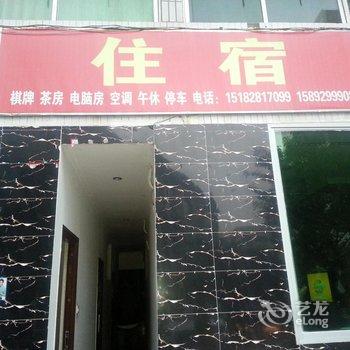 住宿
棋牌 茶房 电脑房 空调 午休 停车 电话：15182817099
艺龙
eLong